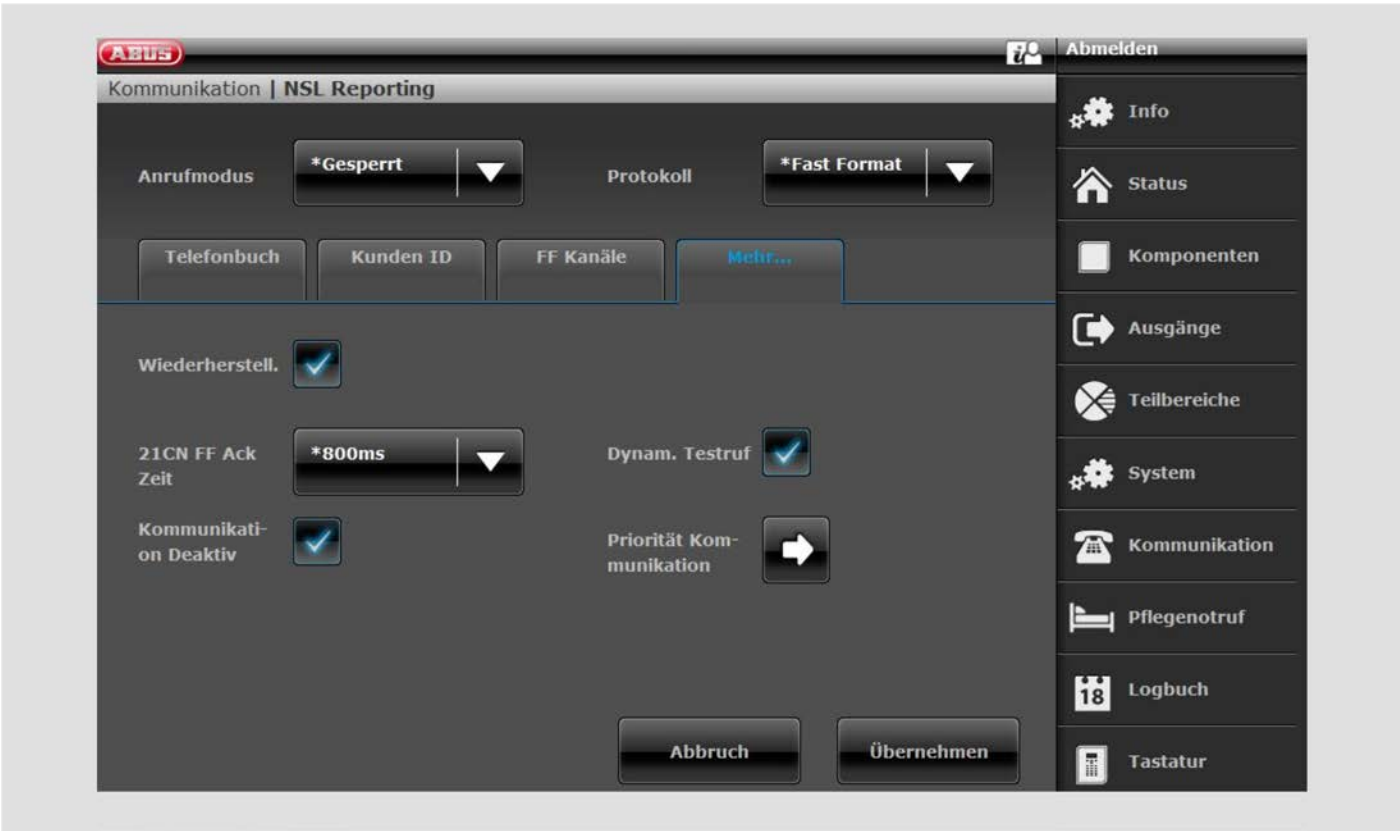 ABUS
Abmelden
Kommunikation | NSL Reporting
Anrufmodus
*Gesperrt
Protokoll
*Fast Format
Telefonbuch
Kunden ID
FF Kanäle
Mehr...
Wiederherstell.
21CN FF Ack
Zeit
*800ms
Dynam. Testruf
Kommunikati-
on Deaktiv
Priorität Kom-
munikation
Abbruch
Übernehmen
Info
Status
Komponenten
Ausgänge
Teilbereiche
System
Kommunikation
Pflegenotruf
18
Logbuch
Tastatur